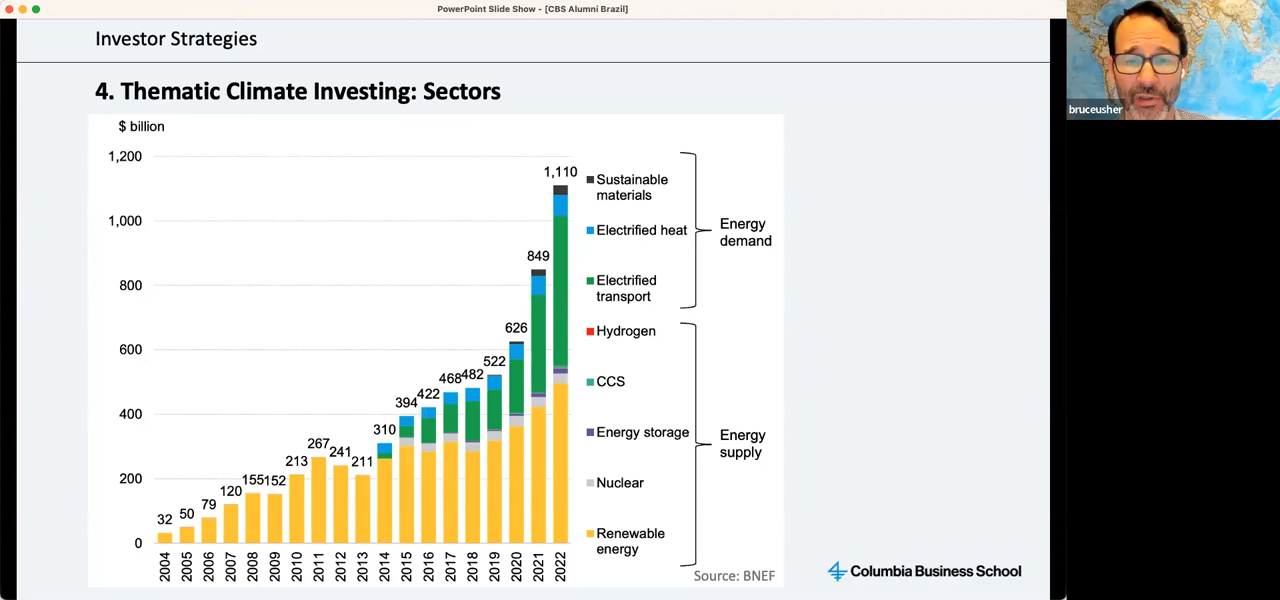 PowerPoint Slide Show - [CBS Alumni Brazil]
Investor Strategies
bruceusher
4. Thematic Climate Investing: Sectors
$ billion
1,200
1,000
800
600
400
200
0
32
50
79
120
155
152
213
267
241
211
310
394
422
468
482
522
626
849
1,110
2004
2005
2006
2007
2008
2009
2010
2011
2012
2013
2014
2015
2016
2017
2018
2019
2020
2021
2022
Sustainable
materials
Electrified heat
Electrified
transport
Energy
demand
Hydrogen
CCS
Energy storage
Nuclear
Renewable
energy
Energy
supply
Source: BNEF
Columbia Business School